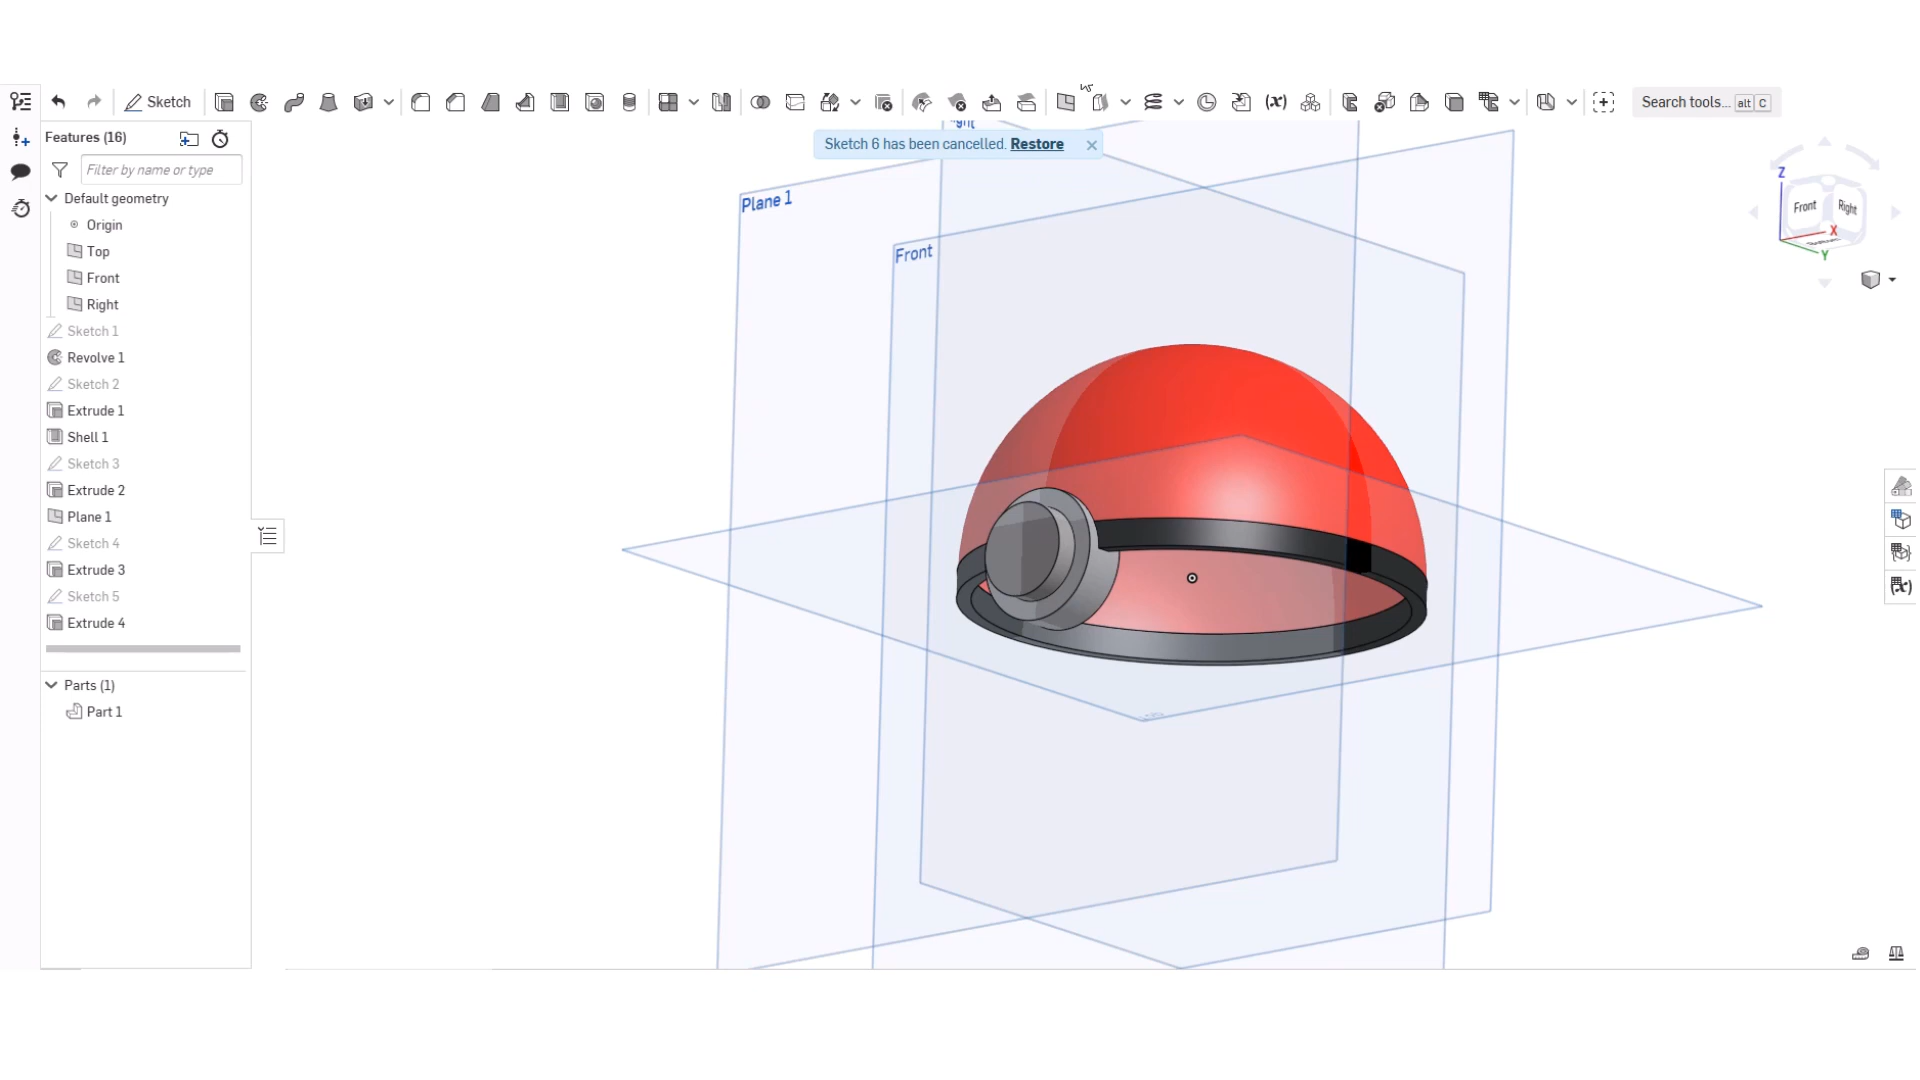 Sketch
Search tools... alt C
Features (16)
Filter by name or type
Default geometry
Origin
Top
Front
Right
Sketch 1
Revolve 1
Sketch 2
Extrude 1
Shell 1
Sketch 3
Extrude 2
Plane 1
Sketch 4
Extrude 3
Sketch 5
Extrude 4
Parts (1)
Part 1
Sketch 6 has been cancelled. Restore
Plane 1
Front
Z
Front
Right
X
Y
(x)
(x)